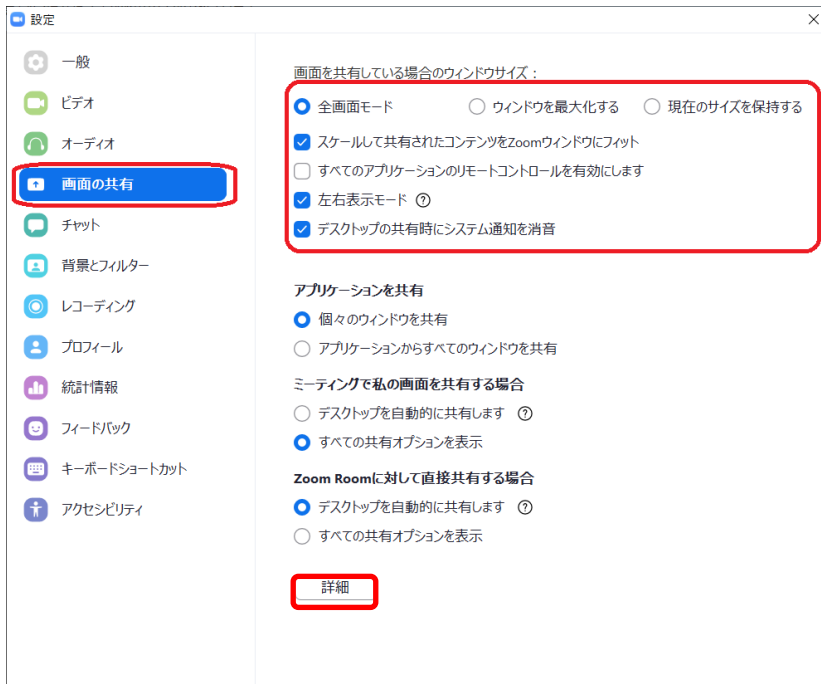 設定
一般
ビデオ
オーディオ
画面の共有
チャット
背景とフィルター
レコーディング
プロフィール
統計情報
フィードバック
キーボードショートカット
アクセシビリティ
画面を共有している場合のウィンドウサイズ：
全画面モード ウィンドウを最大化する 現在のサイズを保持する
スケールして共有されたコンテンツをZoomウィンドウにフィット
すべてのアプリケーションのリモートコントロールを有効にします
左右表示モード ?
デスクトップの共有時にシステム通知を消音
アプリケーションを共有
個々のウィンドウを共有
アプリケーションからすべてのウィンドウを共有
ミーティングで私の画面を共有する場合
デスクトップを自動的に共有します ?
すべての共有オプションを表示
Zoom Roomに対して直接共有する場合
デスクトップを自動的に共有します ?
すべての共有オプションを表示
詳細